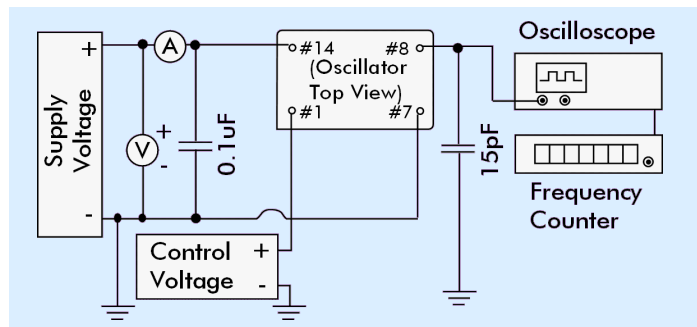 Oscilloscope
+
A
#14
#8
(Oscillator
Top View)
#1
#7
Supply
Voltage
V
+
-
0.1uF
15pF
-
Frequency
Counter
Control
Voltage
+
-